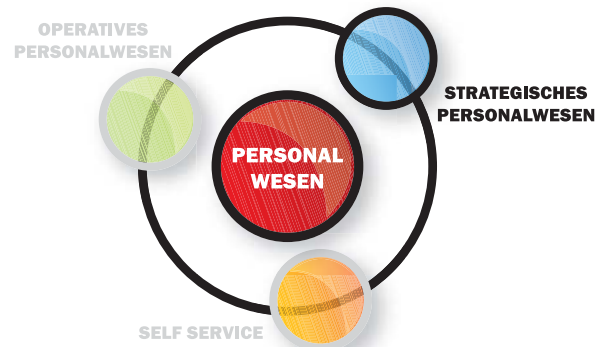 OPERATIVES
PERSONALWESEN
STRATEGISCHES
PERSONALWESEN
PERSONAL
WESEN
SELF SERVICE